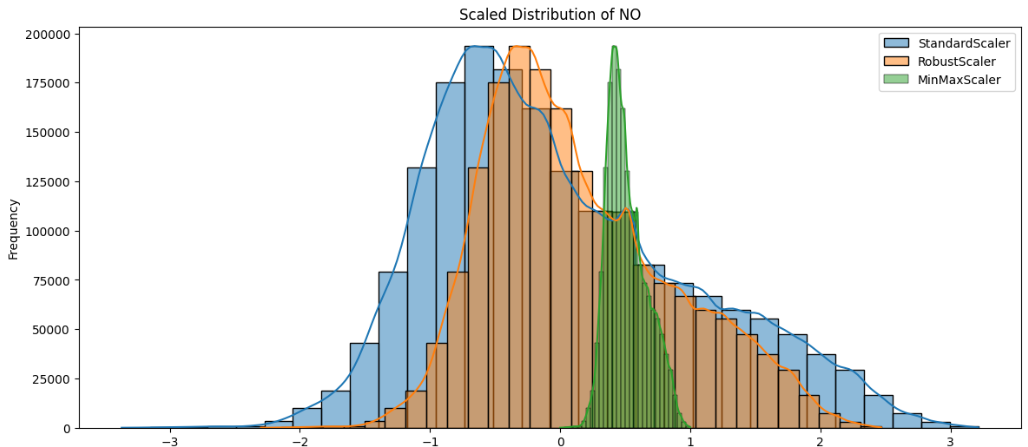 Scaled Distribution of NO
StandardScaler
RobustScaler
MinMaxScaler
Frequency
200000
175000
150000
125000
100000
75000
50000
25000
0
−3 −2 −1 0 1 2 3